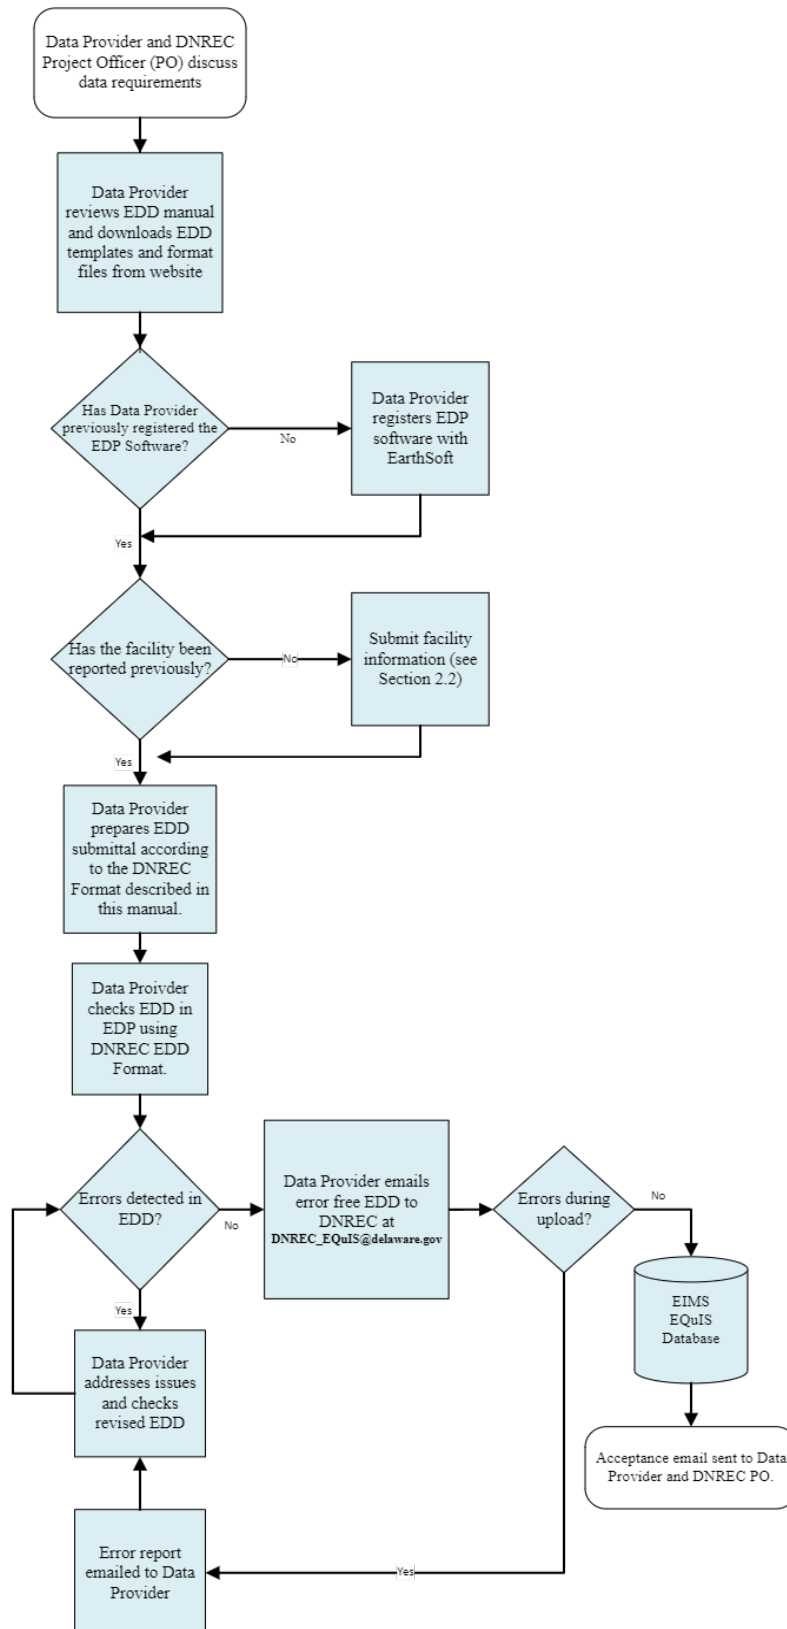 Data Provider and DNREC
Project Officer (PO) discuss
data requirements
Data Provider
reviews EDD manual
and downloads EDD
templates and format
files from website
Has Data Provider
previously registered the
EDP Software?
No
Data Provider
registers EDP
software with
EarthSoft
Yes
Has the facility been
reported previously?
No
Submit facility
information (see
Section 2.2)
Yes
Data Provider
prepares EDD
submittal according
to the DNREC
Format described in
this manual.
Data Proivder
checks EDD in
EDP using
DNREC EDD
Format.
Errors detected in
EDD?
No
Data Provider emails
error free EDD to
DNREC at
DNREC_EQuIS@delaware.gov
Errors during
upload?
No
EIMS
EQuIS
Database
Yes
Data Provider
addresses issues
and checks
revised EDD
Acceptance email sent to Data
Provider and DNREC PO.
Error report
emailed to Data
Provider
Yes